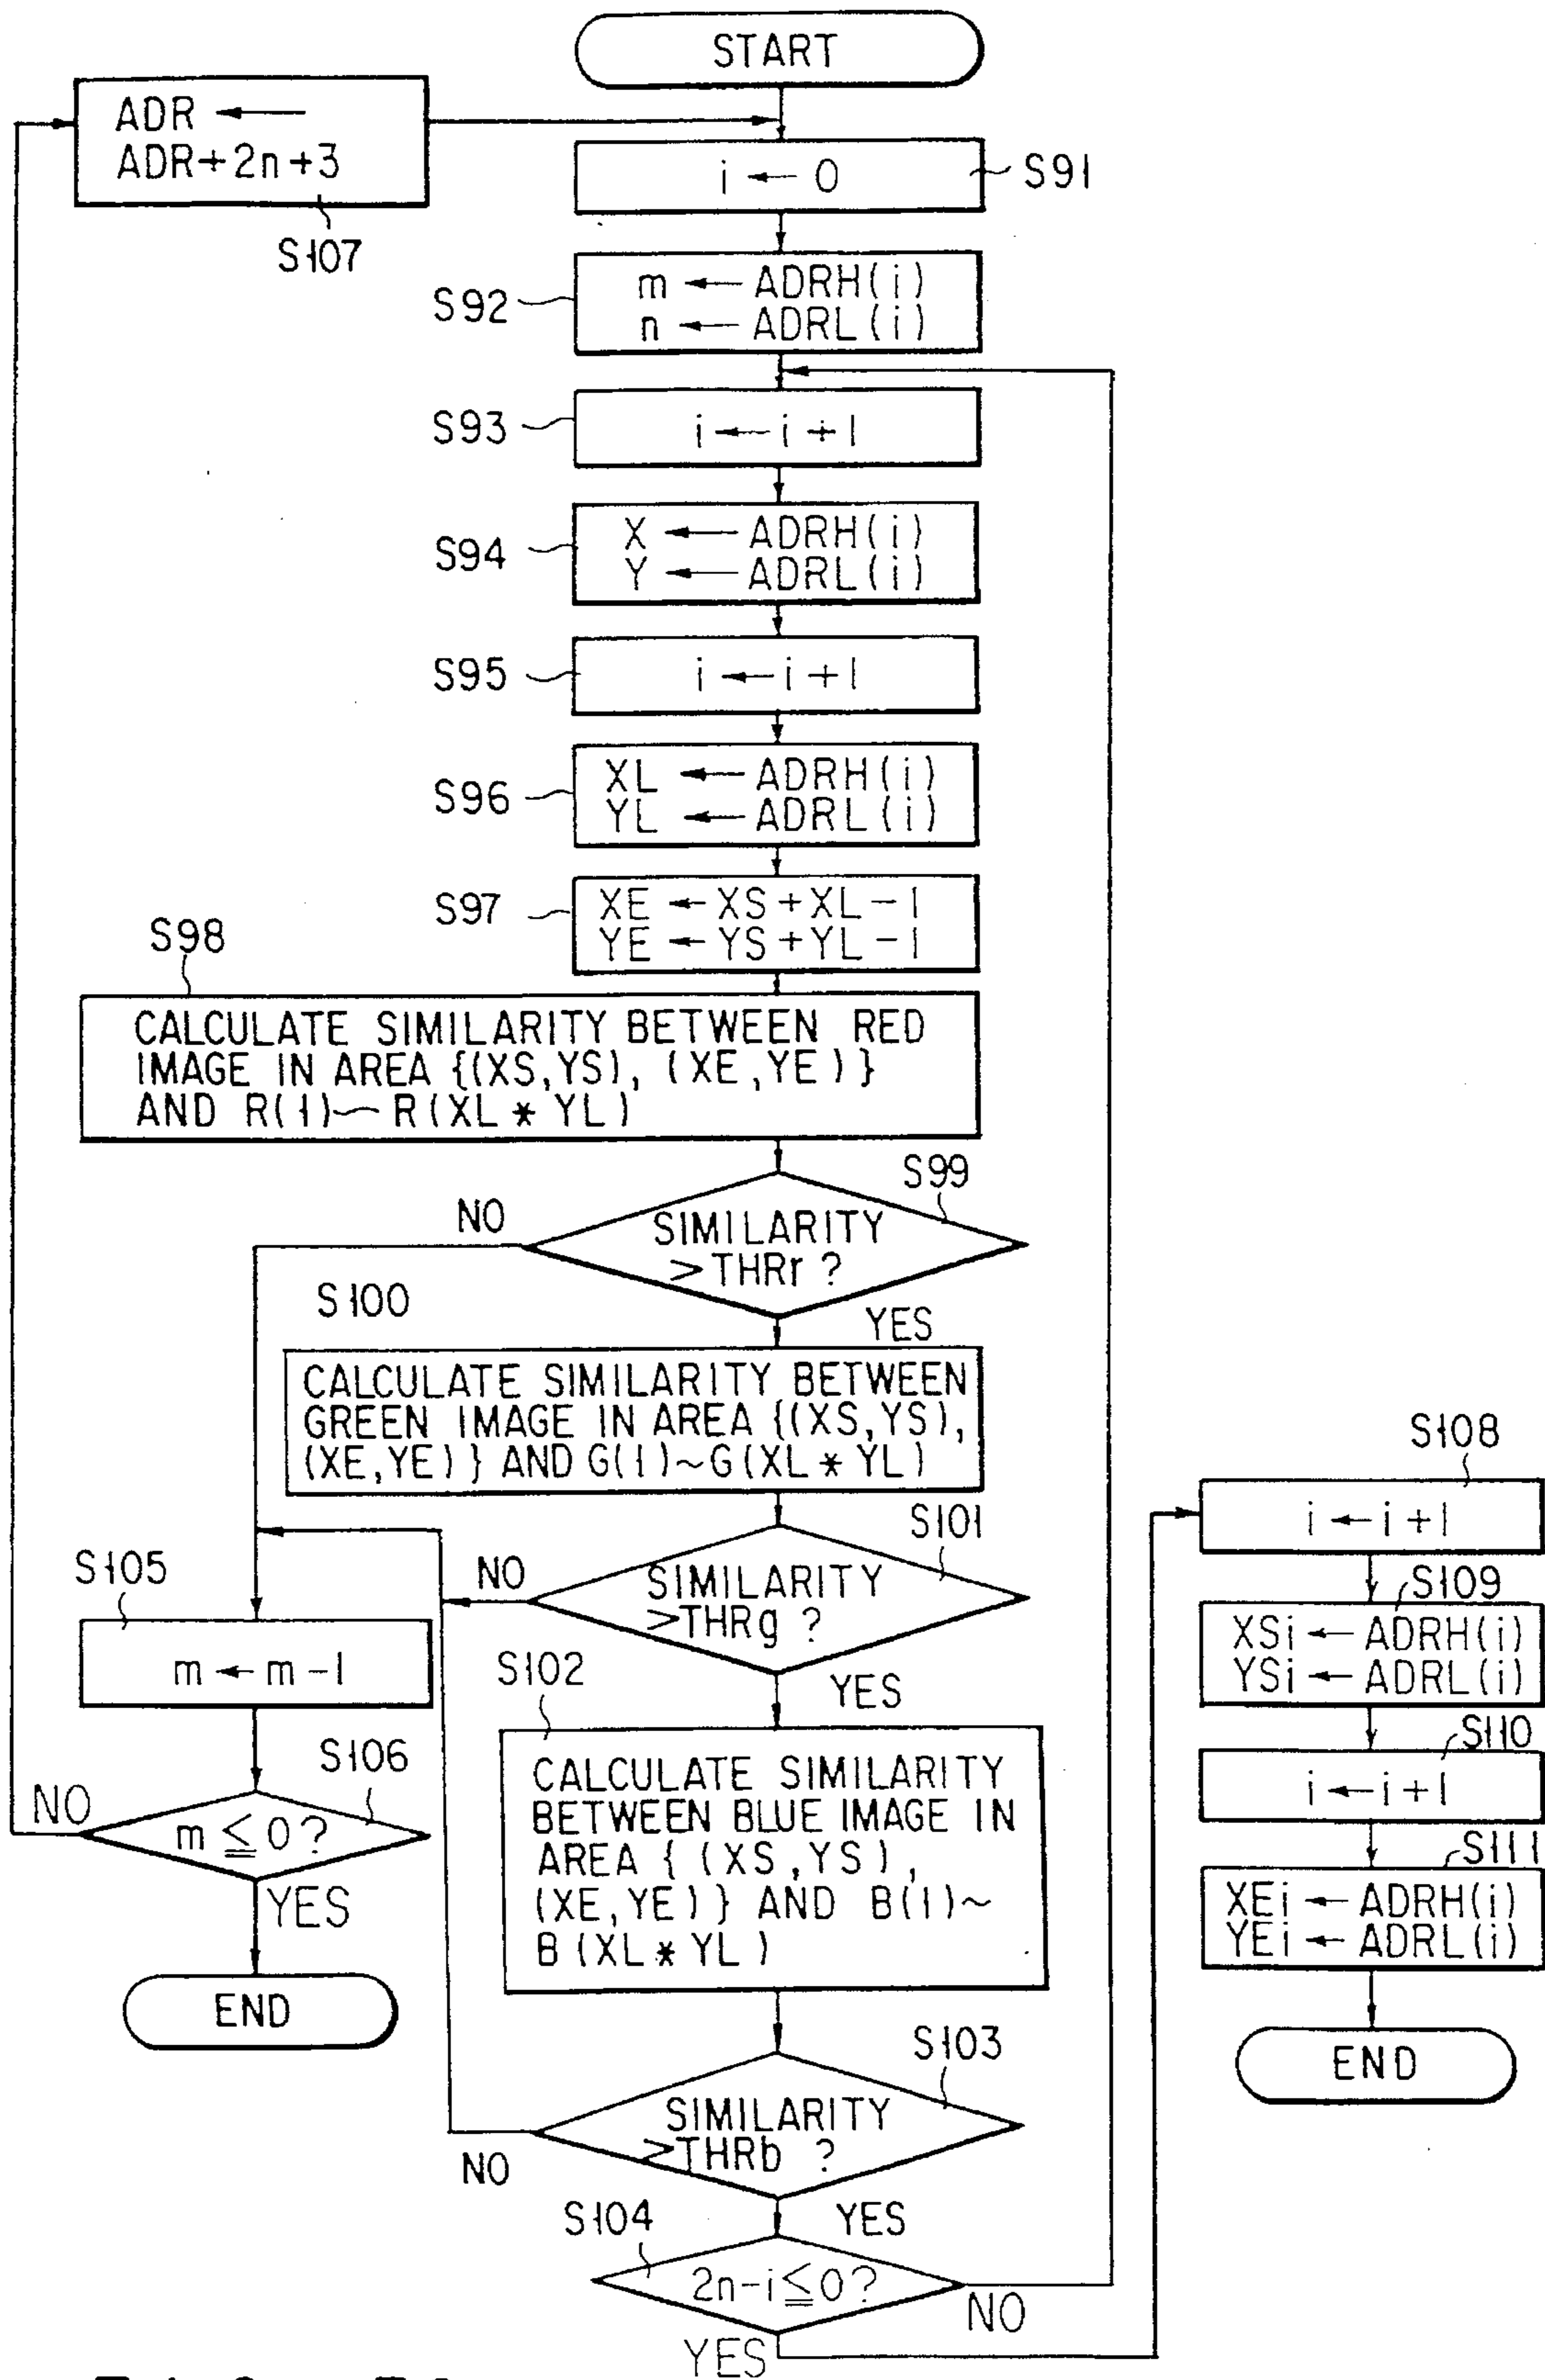 START
ADR ←
ADR+2n+3
S107
i ← 0
S91
S92
m ← ADRH(i)
n ← ADRL(i)
S93
i ← i+1
S94
X ← ADRH(i)
Y ← ADRL(i)
S95
i ← i+1
S96
XL ← ADRH(i)
YL ← ADRL(i)
S97
XE ← XS+XL-1
YE ← YS+YL-1
S98
CALCULATE SIMILARITY BETWEEN RED
IMAGE IN AREA {(XS,YS), (XE,YE)}
AND R(1)~R(XL*YL)
S99
NO
SIMILARITY
>THRr ?
YES
S100
CALCULATE SIMILARITY BETWEEN
GREEN IMAGE IN AREA {(XS,YS),
(XE,YE)} AND G(1)~G(XL*YL)
S101
NO
SIMILARITY
>THRg ?
YES
S102
CALCULATE SIMILARITY
BETWEEN BLUE IMAGE IN
AREA {(XS,YS),
(XE,YE)} AND B(1)~
B(XL*YL)
S103
SIMILARITY
>THRb ?
NO
YES
S104
2n-i≦0?
NO
YES
S105
m ← m-1
S106
NO
m≦0?
YES
END
S108
i ← i+1
S109
XSi ← ADRH(i)
YSi ← ADRL(i)
S110
i ← i+1
S111
XEi ← ADRH(i)
YEi ← ADRL(i)
END